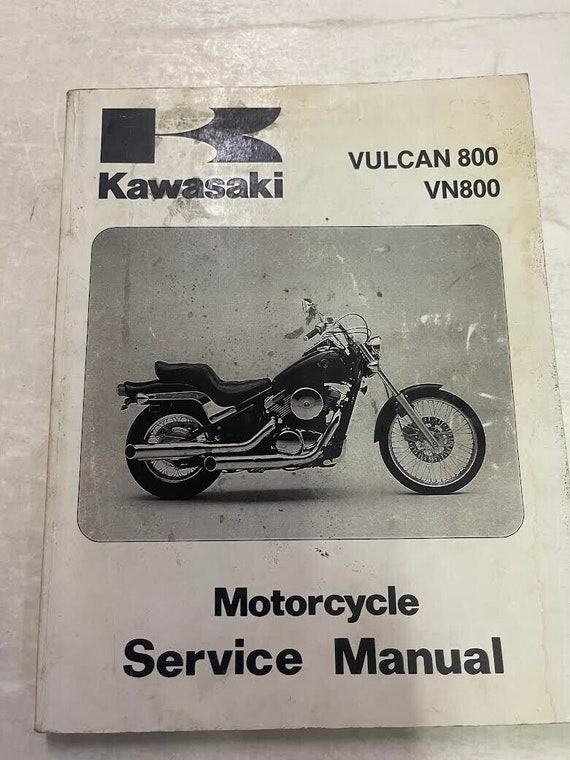 Kawasaki
VULCAN 800
VN800
Motorcycle
Service Manual